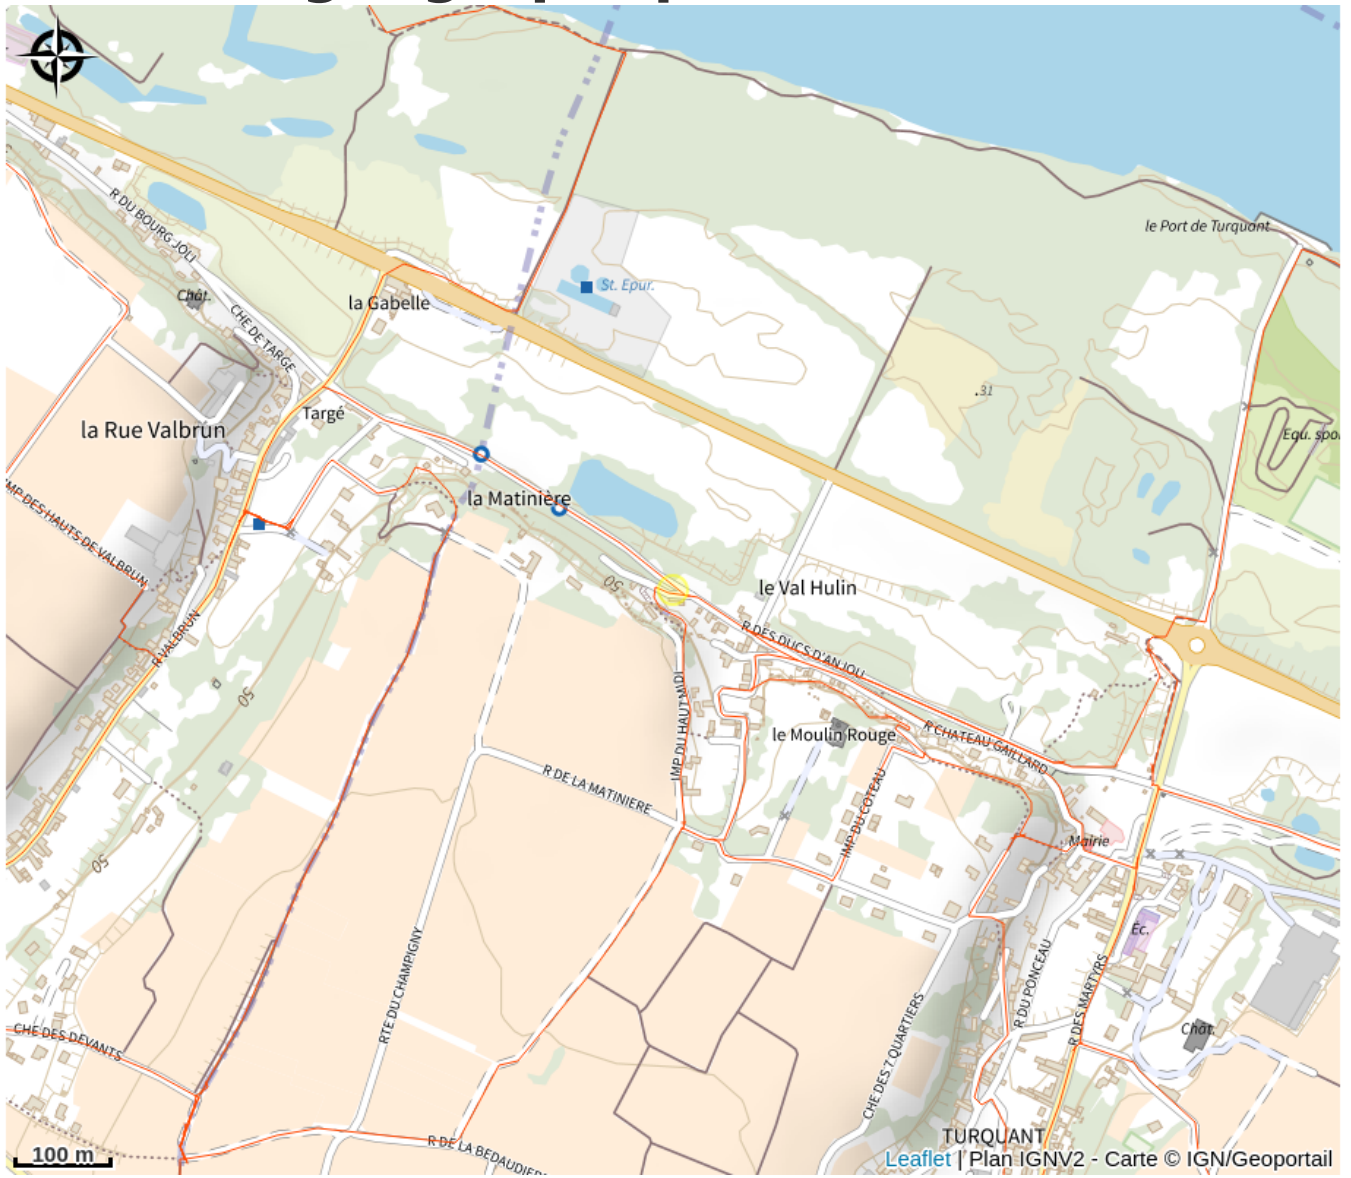 le Port de Turquant
R DU BOURG JOLI
St. Epur.
Chât.
la Gabelle
CHE DE TARGE
.31
Targé
la Rue Valbrun
Equ. spo
la Matinière
IMP DES HAUTS DE VALBRUN
50
le Val Hulin
R DES DUCS D'ANJOU
R VALBRUN
50
IMP DU HAUT MIDI
le Moulin Rouge
R CHATEAU GAILLARD
R DE LA MATINIERE
IMP DU COTEAU
Mairie
50
Éc.
RTE DU CHAMPIGNY
R DU PONCEAU
R DES MARTYRS
CHE DES DEVANTS
Chât.
CHE DES 7 QUARTIERS
R DE LA BEDAUDIER
TURQUANT
100 m
Leaflet | Plan IGNV2 - Carte © IGN/Geoportail